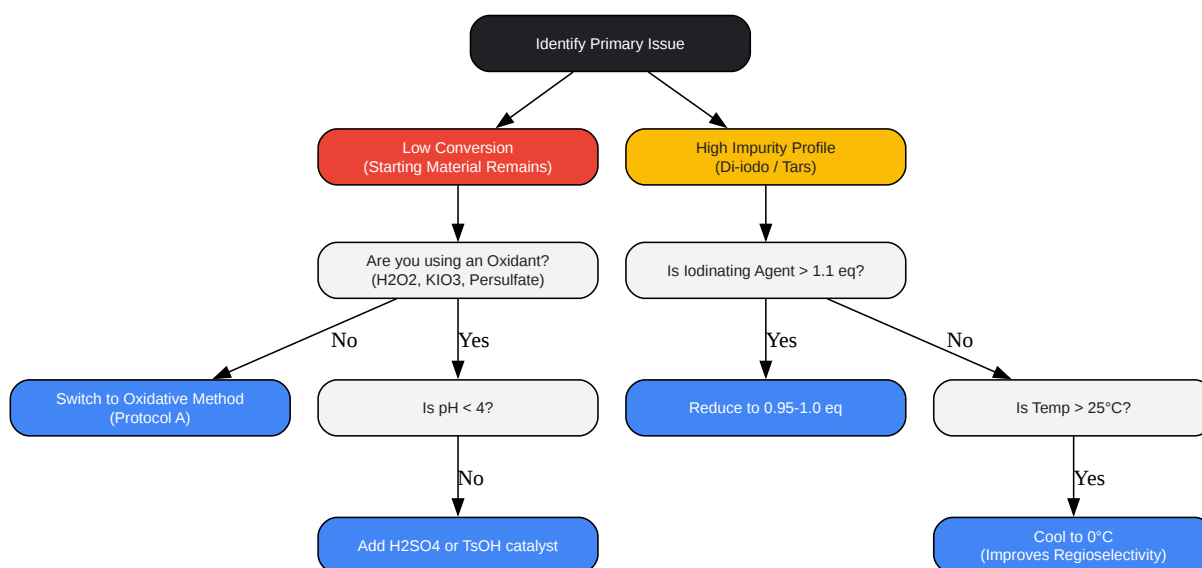 Identify Primary Issue
Low Conversion
(Starting Material Remains)
High Impurity Profile
(Di-iodo / Tars)
Are you using an Oxidant?
(H2O2, KIO3, Persulfate)
Is Iodinating Agent > 1.1 eq?
No
Yes
Yes
No
Switch to Oxidative Method
(Protocol A)
Is pH < 4?
Reduce to 0.95-1.0 eq
Is Temp > 25°C?
No
Yes
Add H2SO4 or TsOH catalyst
Cool to 0°C
(Improves Regioselectivity)